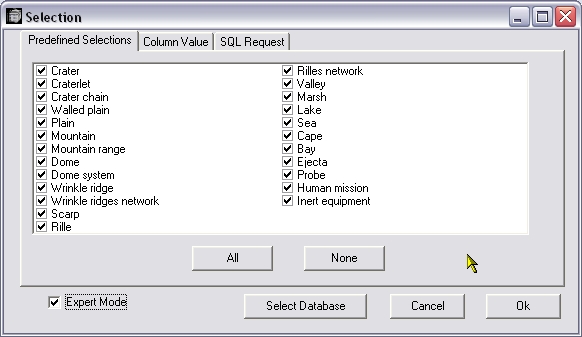 Selection
Predefined Selections Column Value SQL Request
Crater
Craterlet
Crater chain
Walled plain
Plain
Mountain
Mountain range
Dome
Dome system
Wrinkle ridge
Wrinkle ridges network
Scarp
Rille
Rilles network
Valley
Marsh
Lake
Sea
Cape
Bay
Ejecta
Probe
Human mission
Inert equipment
All None
Expert Mode Select Database Cancel Ok